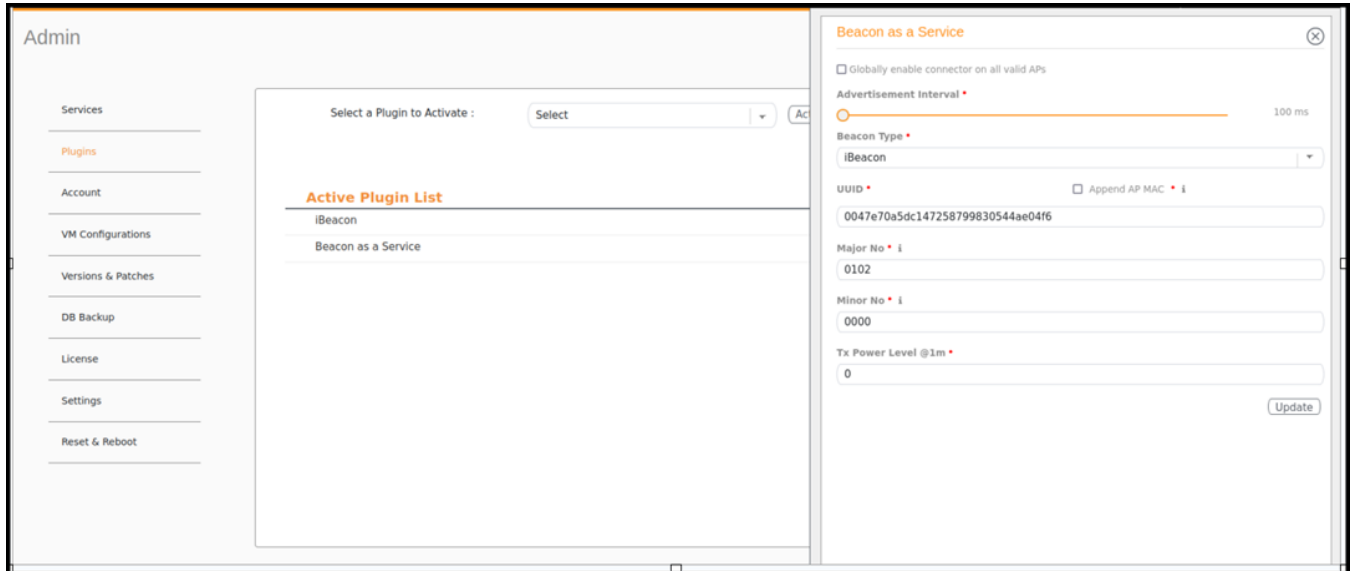 Admin
Services
Plugins
Account
VM Configurations
Versions & Patches
DB Backup
License
Settings
Reset & Reboot
Select a Plugin to Activate :
Select
Act
Active Plugin List
iBeacon
Beacon as a Service
Beacon as a Service
Globally enable connector on all valid APs
Advertisement Interval *
100 ms
Beacon Type *
iBeacon
UUID * Append AP MAC * i
0047e70a5dc147258799830544ae04f6
Major No * i
0102
Minor No * i
0000
Tx Power Level @1m *
0
Update